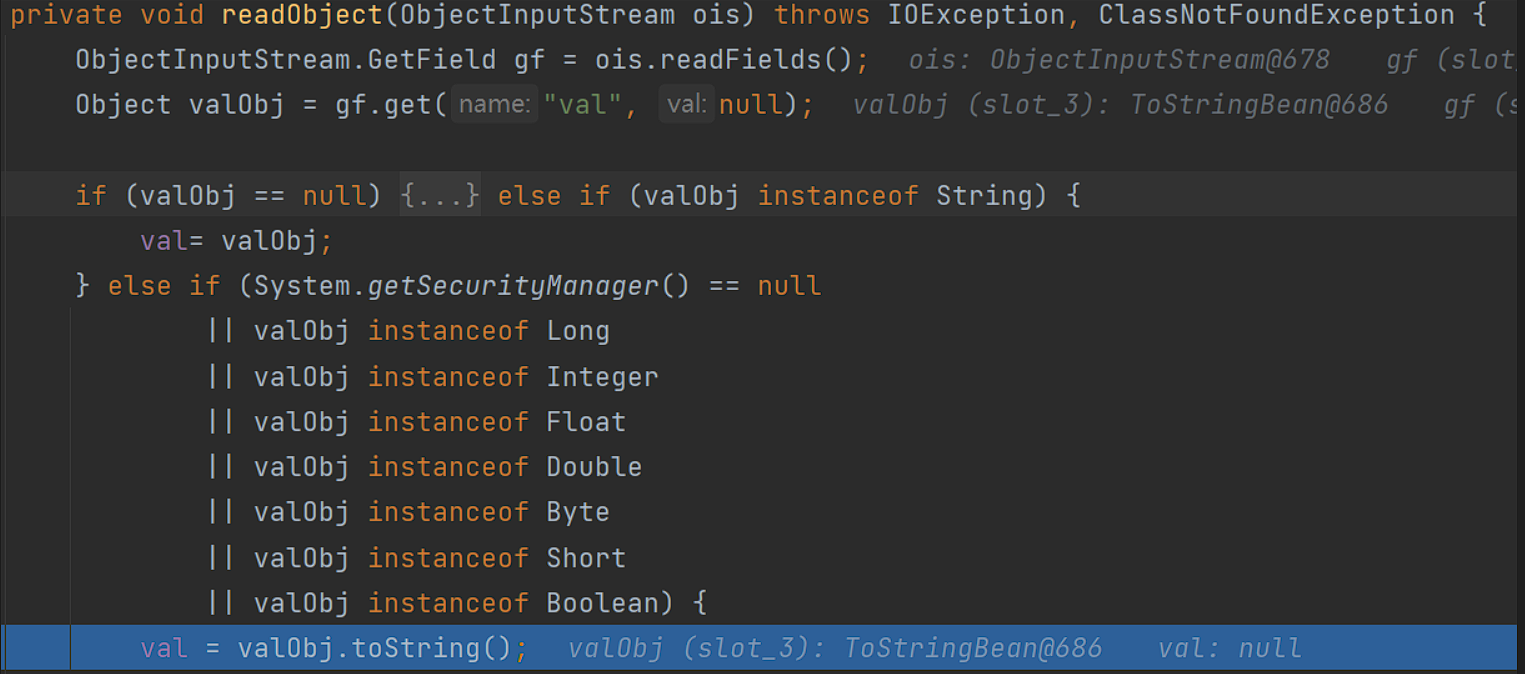 private void readObject(ObjectInputStream ois) throws IOException, ClassNotFoundException {
    ObjectInputStream.GetField gf = ois.readFields();  ois: ObjectInputStream@678   gf (slot
    Object valObj = gf.get( name: "val",  val: null);  valObj (slot_3): ToStringBean@686   gf (s
    if (valObj == null) {...} else if (valObj instanceof String) {
        val= valObj;
    } else if (System.getSecurityManager() == null
            || valObj instanceof Long
            || valObj instanceof Integer
            || valObj instanceof Float
            || valObj instanceof Double
            || valObj instanceof Byte
            || valObj instanceof Short
            || valObj instanceof Boolean) {
        val = valObj.toString();  valObj (slot_3): ToStringBean@686   val: null